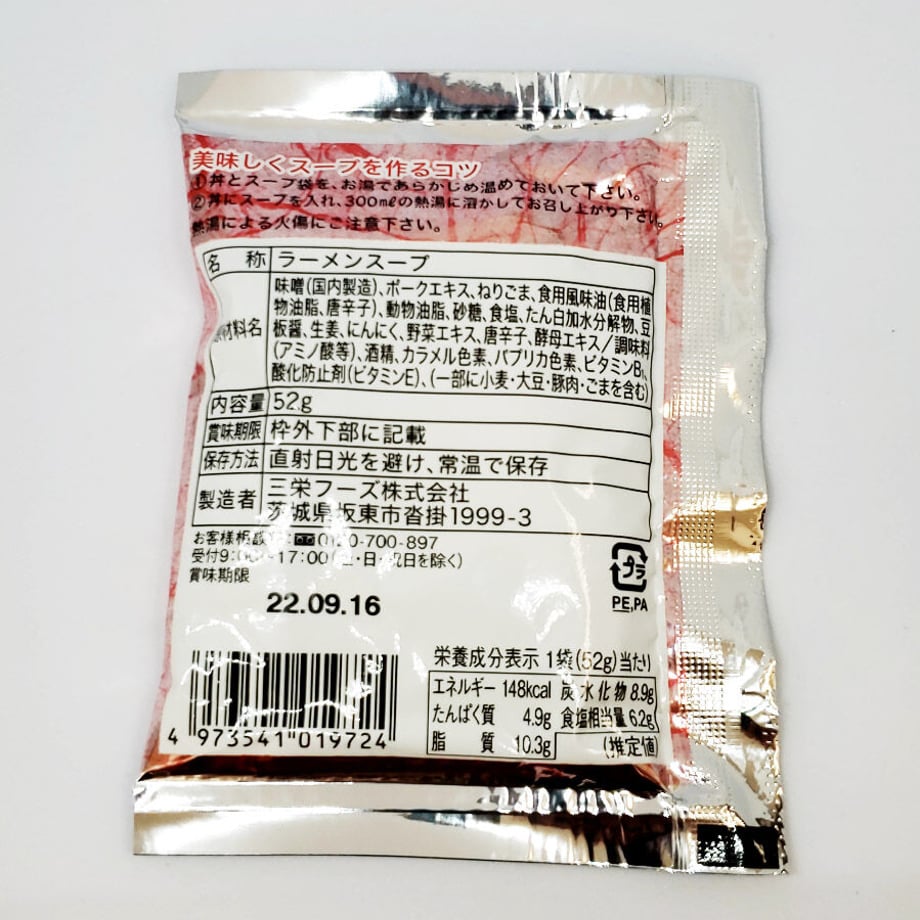 美味しくスープを作るコツ
①丼とスープ袋を、お湯であらかじめ温めておいて下さい。
②丼にスープを入れ、300mlの熱湯に溶かしてお召し上がり下さい。
熱湯による火傷にご注意下さい。
名 称 ラーメンスープ
味噌(国内製造)、ポークエキス、ねりごま、食用風味油(食用植
物油脂、唐辛子)、動物油脂、砂糖、食塩、たん白加水分解物、豆
材料名 板醤、生姜、にんにく、野菜エキス、唐辛子、酵母エキス/調味料
(アミノ酸等)、酒精、カラメル色素、パプリカ色素、ビタミンB₁、
酸化防止剤(ビタミンE)、(一部に小麦・大豆・豚肉・ごまを含む)
内容量 52g
賞味期限 枠外下部に記載
保存方法 直射日光を避け、常温で保存
製造者 三栄フーズ株式会社
茨城県坂東市沓掛1999-3
お客様相談 0120-700-897
受付9:00~17:00(土・日・祝日を除く)
賞味期限
22.09.16
プラ
PE,PA
栄養成分表示 1袋(52g)当たり
エネルギー 148kcal 炭水化物 8.9g
たんぱく質 4.9g 食塩相当量 6.2g
脂 質 10.3g (推定値)
4 973541 019724